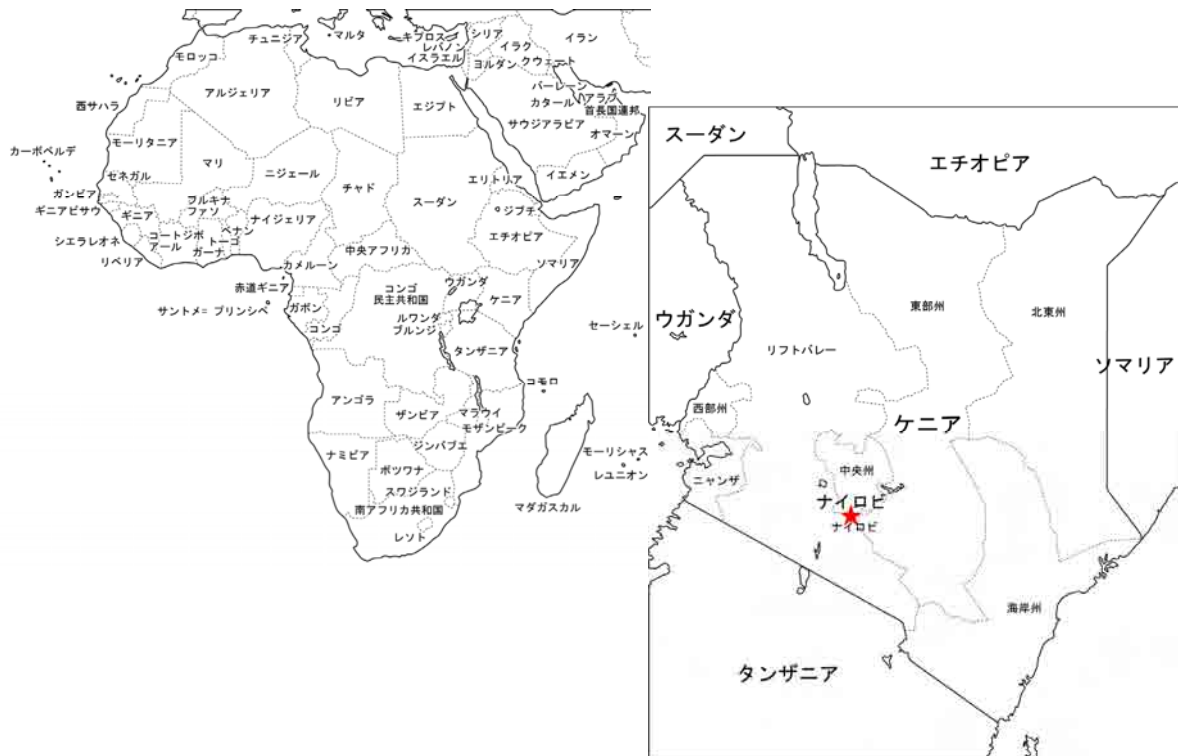 マルタ
チュニジア
モロッコ
キプロス
レバノン
イスラエル
シリア
イラク
イラン
ヨルダン
クウェート
アルジェリア
リビア
エジプト
バーレーン
カタール
アラブ
首長国連邦
サウジアラビア
オマーン
西サハラ
モーリタニア
カーボベルデ
マリ
ニジェール
チャド
スーダン
エリトリア
イエメン
セネガル
ガンビア
ギニアビサウ
ギニア
ブルキナ
ファソ
ベナン
ナイジェリア
ジブチ
エチオピア
シエラレオネ
リベリア
コートジボ
アール
トーゴ
ガーナ
中央アフリカ
カメルーン
ソマリア
赤道ギニア
サントメ=プリンシペ
ガボン
コンゴ
コンゴ
民主共和国
ウガンダ
ケニア
ルワンダ
ブルンジ
タンザニア
セーシェル
コモロ
アンゴラ
ザンビア
マラウイ
モザンビーク
ジンバブエ
ナミビア
ボツワナ
スワジランド
南アフリカ共和国
レソト
マダガスカル
モーリシャス
レユニオン
スーダン
エチオピア
東部州
北東州
ウガンダ
リフトバレー
ソマリア
西部州
ケニア
ニャンザ
中央州
ナイロビ
ナイロビ
海岸州
タンザニア